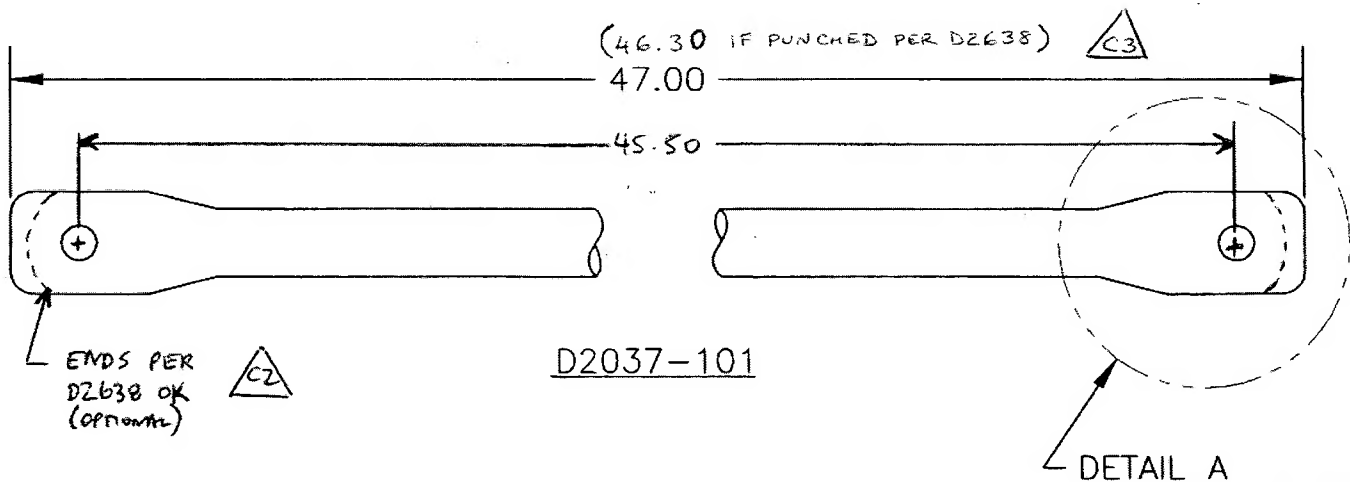 (46.30 IF PUNCHED PER D2638) C3
47.00
45.50
ENDS PER
D2638 OK C2
(OPTIONAL)
D2037-101
DETAIL A